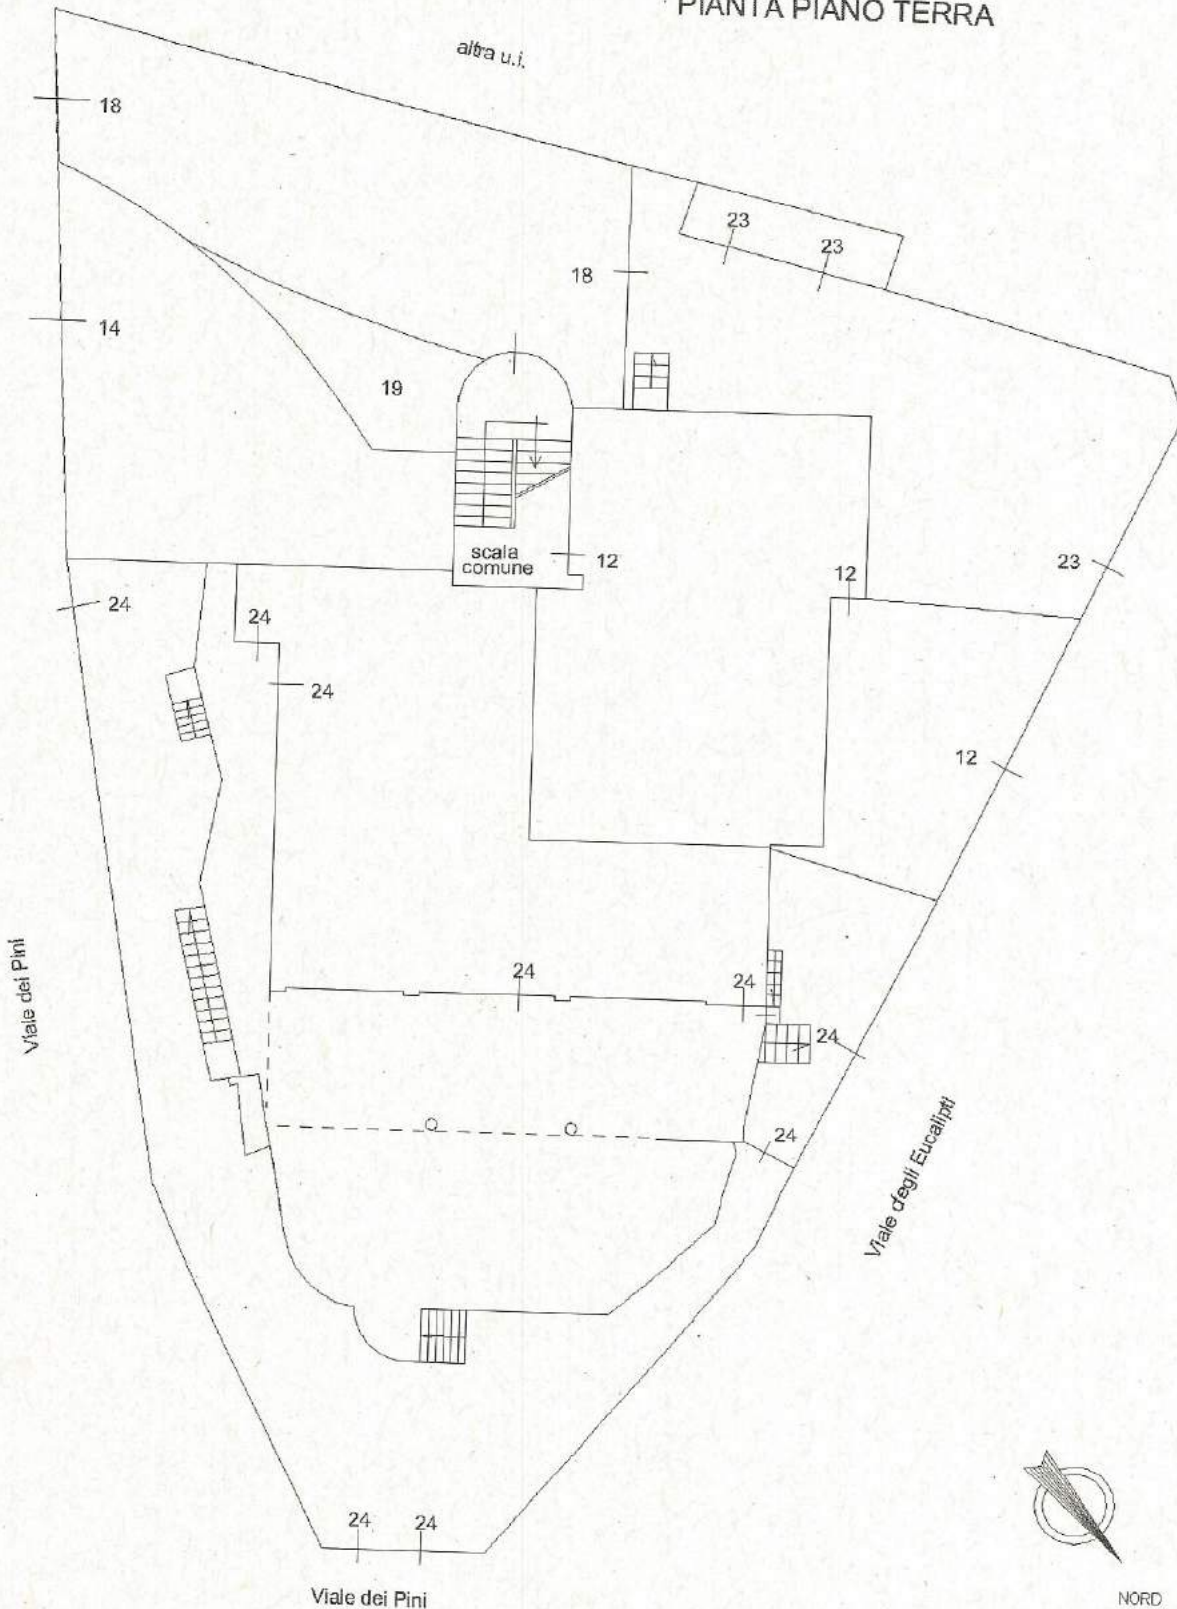 PIANTA PIANO TERRA
altra u.i.
18
23
23
18
14
19
scala
comune
12
12
23
24
24
24
12
24
24
24
Viale dei Pini
24
Viale degli Eucalipti
24
24
Viale dei Pini
NORD